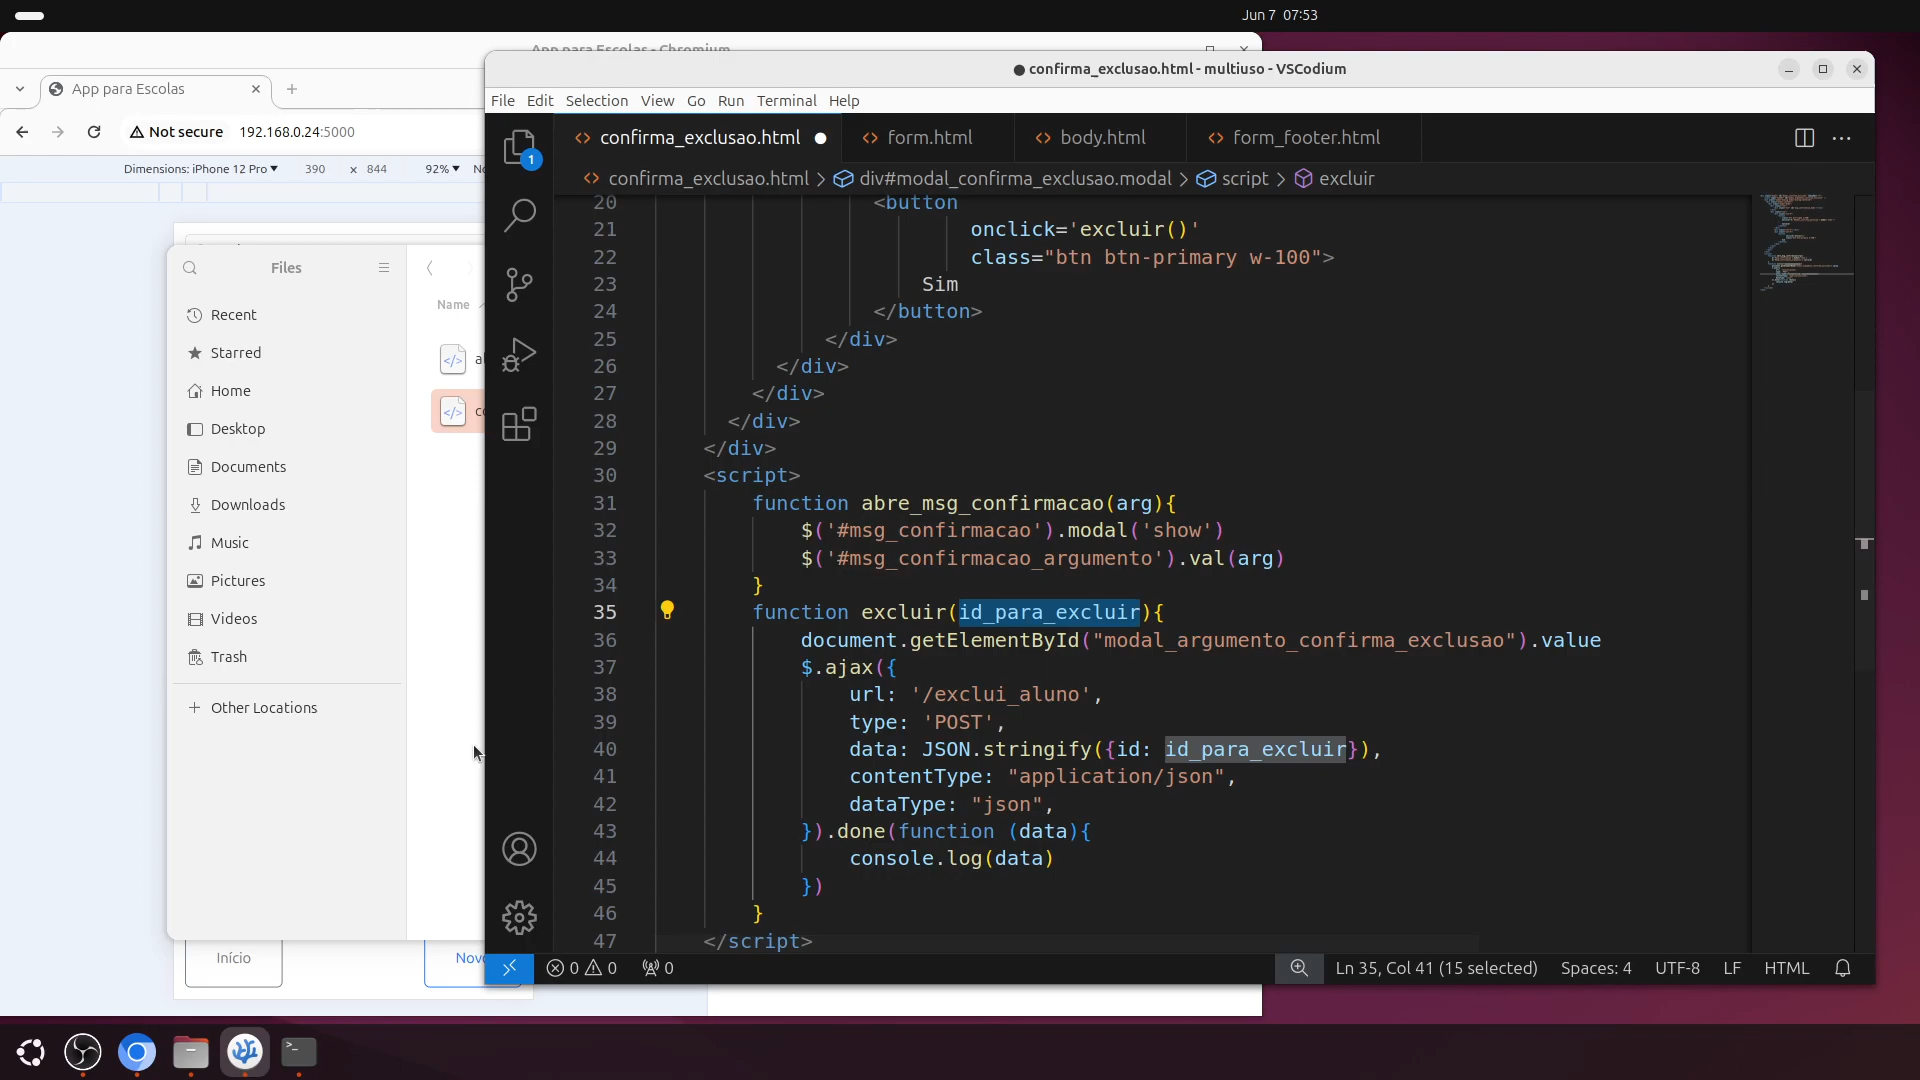 Jun 7 07:53
App para Escolas - Chromium
App para Escolas
Not secure 192.168.0.24:5000
Dimensions: iPhone 12 Pro 390 x 844 92%
Files
Recent
Starred
Home
Desktop
Documents
Downloads
Music
Pictures
Videos
Trash
Other Locations
Name
Início
confirma_exclusao.html - multiuso - VSCodium
File Edit Selection View Go Run Terminal Help
1
confirma_exclusao.html form.html body.html form_footer.html
confirma_exclusao.html > div#modal_confirma_exclusao.modal > script > excluir
20 <button
21 onclick='excluir()'
22 class="btn btn-primary w-100">
23 Sim
24 </button>
25 </div>
26 </div>
27 </div>
28 </div>
29 </div>
30 <script>
31 function abre_msg_confirmacao(arg){
32 $('#msg_confirmacao').modal('show')
33 $('#msg_confirmacao_argumento').val(arg)
34 }
35 function excluir(id_para_excluir){
36 document.getElementById("modal_argumento_confirma_exclusao").value
37 $.ajax({
38 url: '/exclui_aluno',
39 type: 'POST',
40 data: JSON.stringify({id: id_para_excluir}),
41 contentType: "application/json",
42 dataType: "json",
43 }).done(function (data){
44 console.log(data)
45 })
46 }
47 </script>
0 0 0 Ln 35, Col 41 (15 selected) Spaces: 4 UTF-8 LF HTML